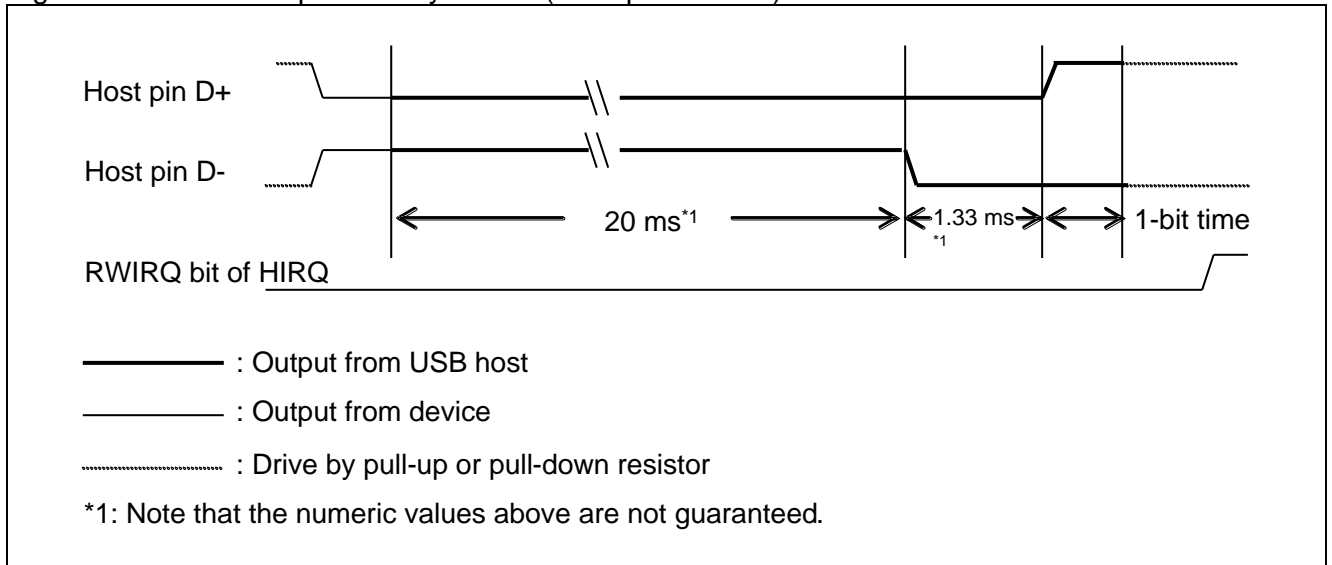 Host pin D+
Host pin D-
20 ms*1
1.33 ms
*1
1-bit time
RWIRQ bit of HIRQ
: Output from USB host
: Output from device
: Drive by pull-up or pull-down resistor
*1: Note that the numeric values above are not guaranteed.